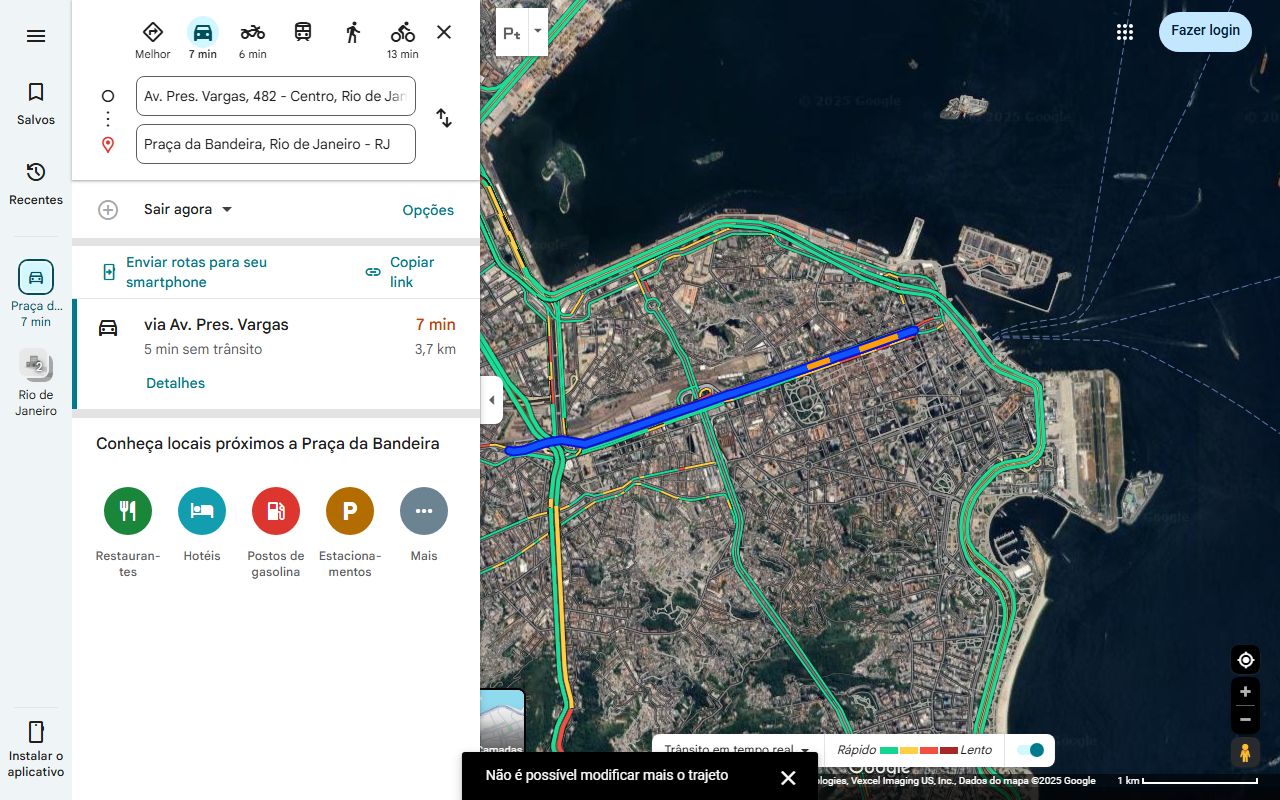 Melhor
7 min
6 min
13 min
Fazer login
Av. Pres. Vargas, 482 - Centro, Rio de Jan
Praça da Bandeira, Rio de Janeiro - RJ
Salvos
Recentes
Sair agora
Opções
Enviar rotas para seu
smartphone
Copiar
link
Praça d...
7 min
via Av. Pres. Vargas
7 min
5 min sem trânsito
3,7 km
Detalhes
2
Rio de
Janeiro
Conheça locais próximos a Praça da Bandeira
P
Restauran-
tes
Hotéis
Postos de
gasolina
Estaciona-
mentos
Mais
Instalar o
aplicativo
Camadas
Trânsito em tempo real
Rápido
Lento
Google
Não é possível modificar mais o trajeto
ologies, Vexcel Imaging US, Inc., Dados do mapa ©2025 Google
1 km
© 2025 Google